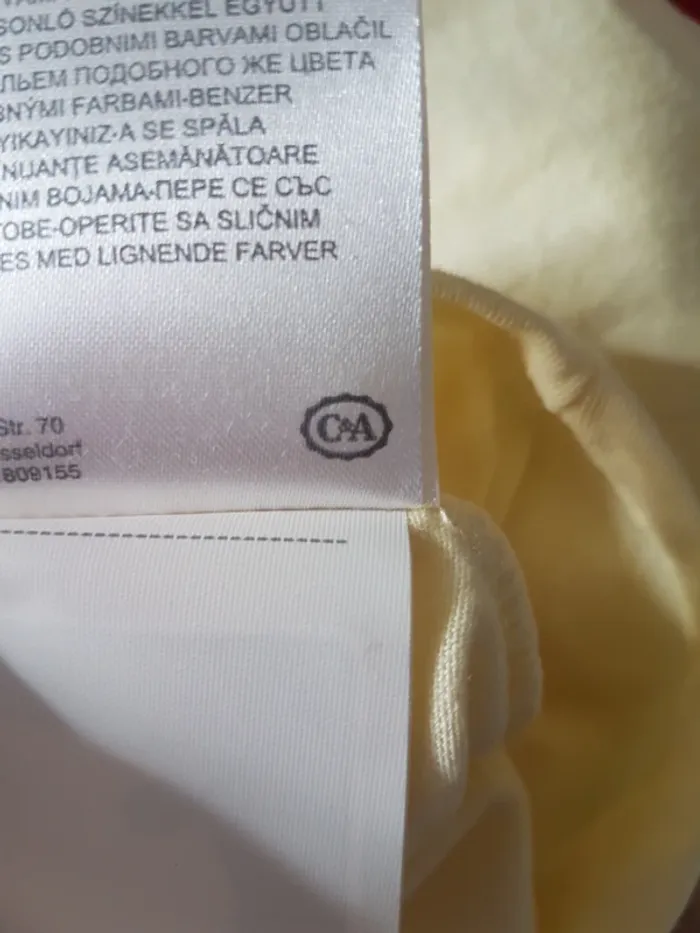 SONLÓ SZÍNEKKEL EGYÜTT
S PODOBNIMI BARVAMI OBLAČIL
ЛЬЕМ ПОДОБНОГО ЖЕ ЦВЕТА
BNÝMI FARBAMI-BENZER
YIKAYINIZ-A SE SPĂLA
NUANȚE ASEMĂNĂTOARE
NIM BOJAMA-ПЕРЕ СЕ СЪС
TOBE-OPERITE SA SLIČNIM
ES MED LIGNENDE FARVER
Str. 70
sseldorf
809155
C&A